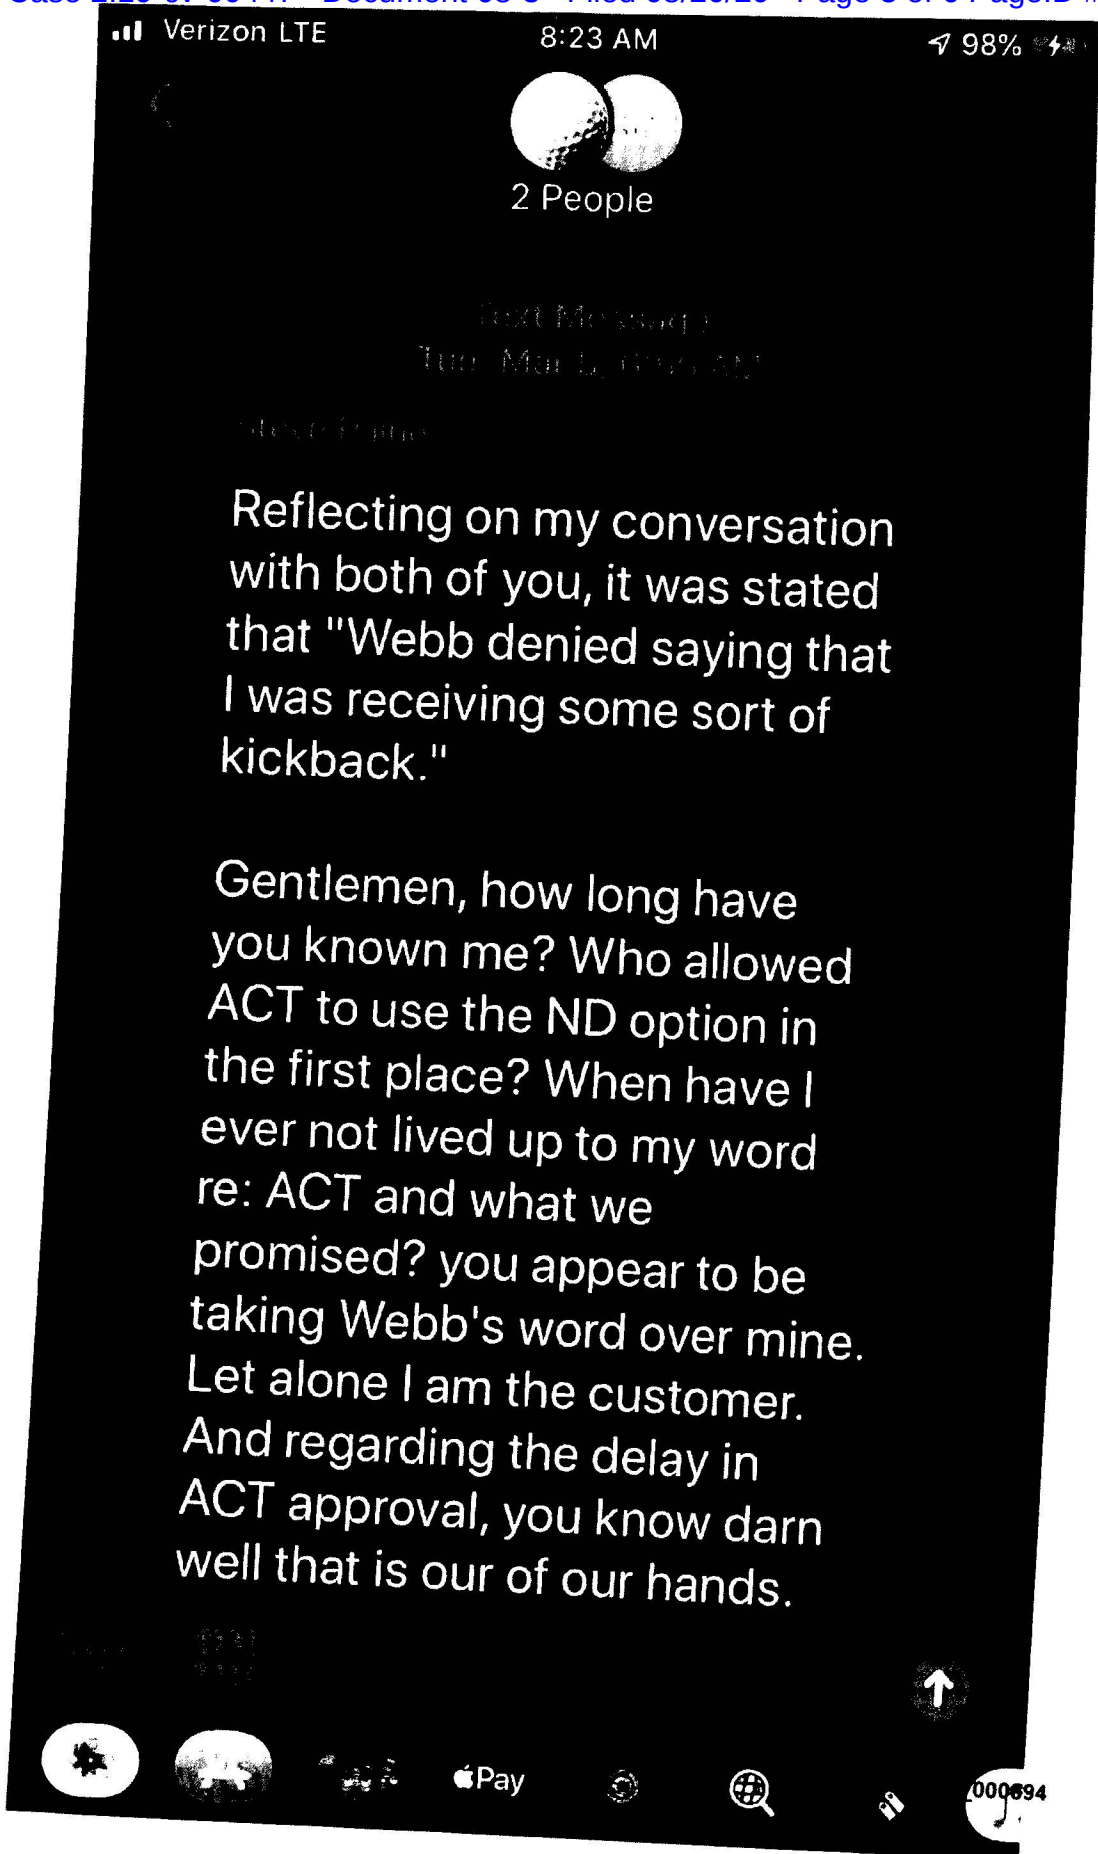 Verizon LTE 8:23 AM 98%
2 People
Text Message
Reflecting on my conversation
with both of you, it was stated
that "Webb denied saying that
I was receiving some sort of
kickback."
Gentlemen, how long have
you known me? Who allowed
ACT to use the ND option in
the first place? When have I
ever not lived up to my word
re: ACT and what we
promised? you appear to be
taking Webb's word over mine.
Let alone I am the customer.
And regarding the delay in
ACT approval, you know darn
well that is our of our hands.
Pay
000694